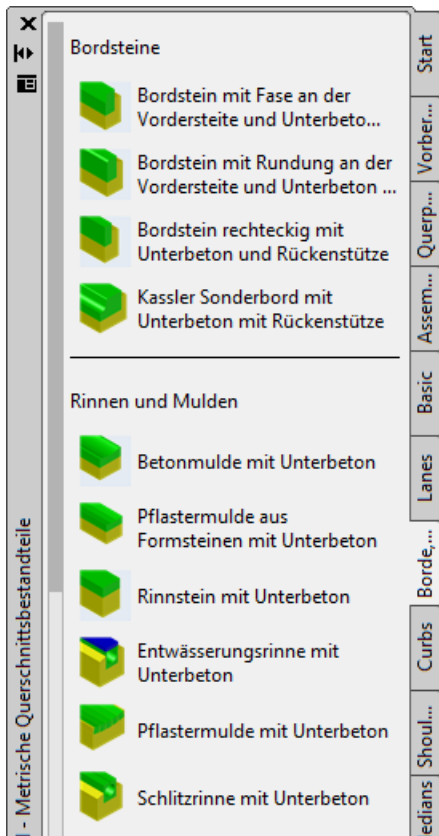 Bordsteine
Bordstein mit Fase an der
Vordersteite und Unterbeto...
Bordstein mit Rundung an der
Vordersteite und Unterbeton ...
Bordstein rechteckig mit
Unterbeton und Rückenstütze
Kassler Sonderbord mit
Unterbeton mit Rückenstütze
Rinnen und Mulden
Betonmulde mit Unterbeton
Pflastermulde aus
Formsteinen mit Unterbeton
Rinnstein mit Unterbeton
Entwässerungsrinne mit
Unterbeton
Pflastermulde mit Unterbeton
Schlitzrinne mit Unterbeton
Start
Vorber...
Querp...
Assem...
Basic
Lanes
Borde,...
Curbs
Shoul...
edians
- Metrische Querschnittsbestandteile